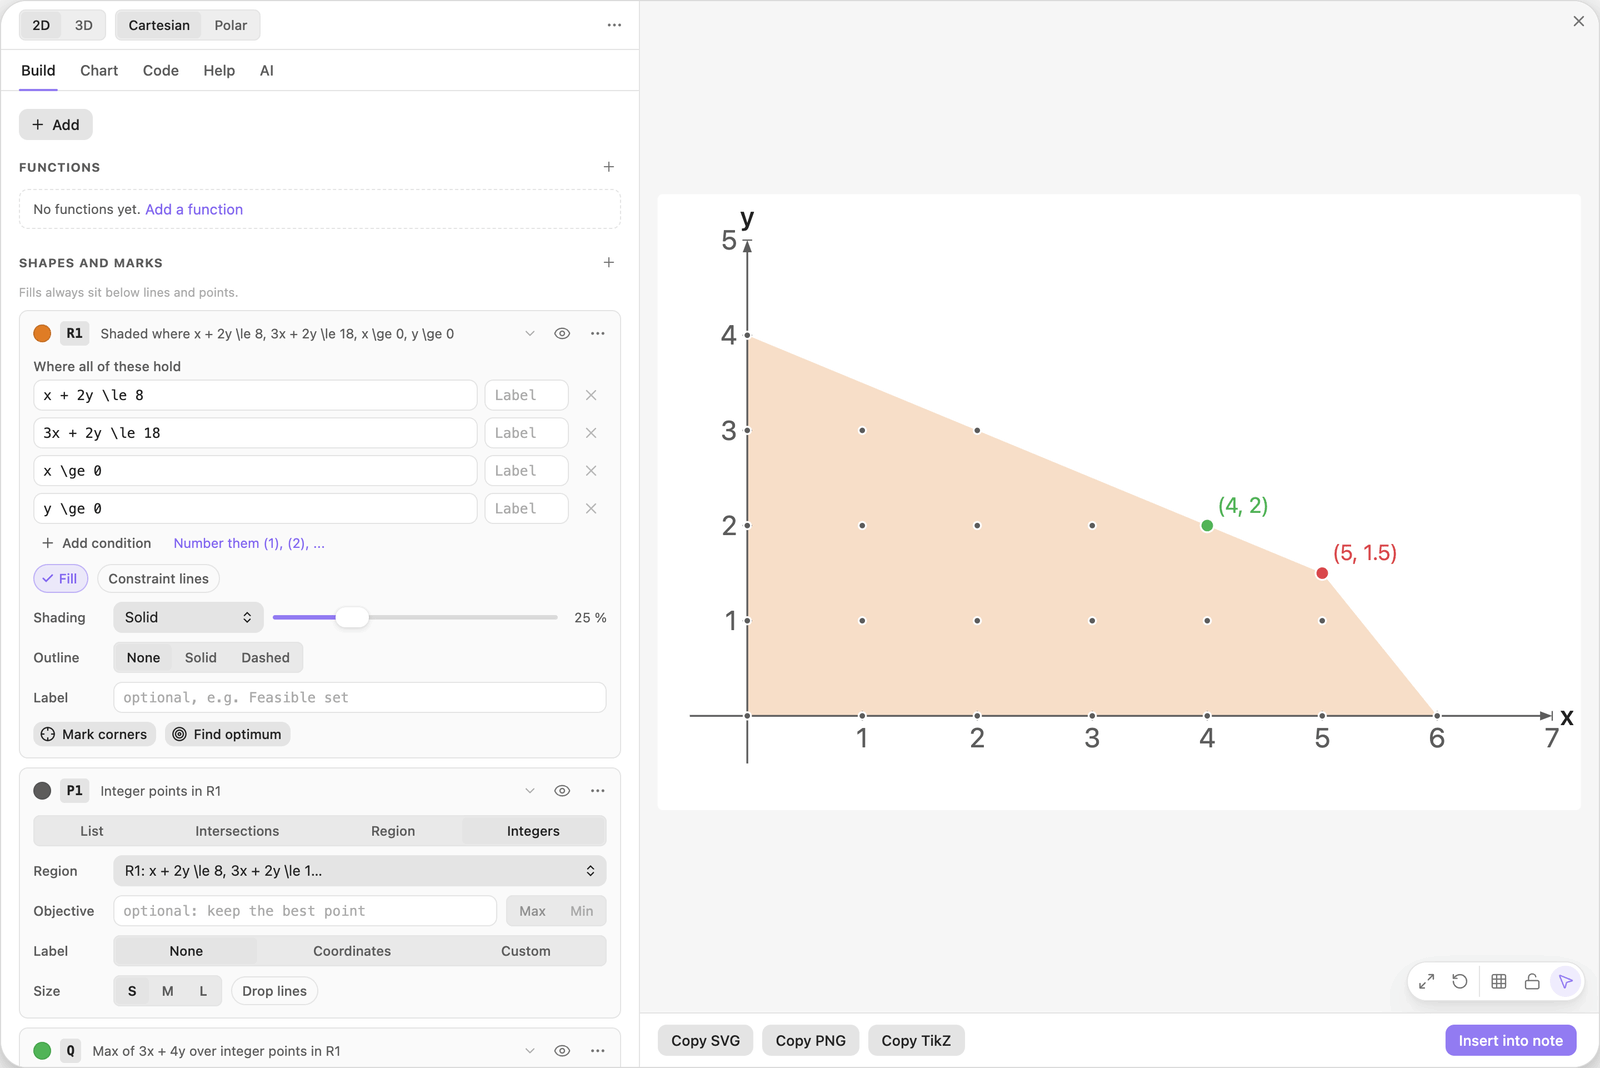 2D 3D Cartesian Polar
Build Chart Code Help AI
Add
FUNCTIONS
No functions yet. Add a function
SHAPES AND MARKS
Fills always sit below lines and points.
R1 Shaded where x + 2y \le 8, 3x + 2y \le 18, x \ge 0, y \ge 0
Where all of these hold
x + 2y \le 8 Label
3x + 2y \le 18 Label
x \ge 0 Label
y \ge 0 Label
+ Add condition Number them (1), (2), ...
Fill Constraint lines
Shading Solid 25 %
Outline None Solid Dashed
Label optional, e.g. Feasible set
Mark corners Find optimum
P1 Integer points in R1
List Intersections Region Integers
Region R1: x + 2y \le 8, 3x + 2y \le 1...
Objective optional: keep the best point Max Min
Label None Coordinates Custom
Size S M L Drop lines
Q Max of 3x + 4y over integer points in R1
y
5
4
3
2
1
(4, 2)
(5, 1.5)
x
1 2 3 4 5 6 7
Copy SVG Copy PNG Copy TikZ Insert into note